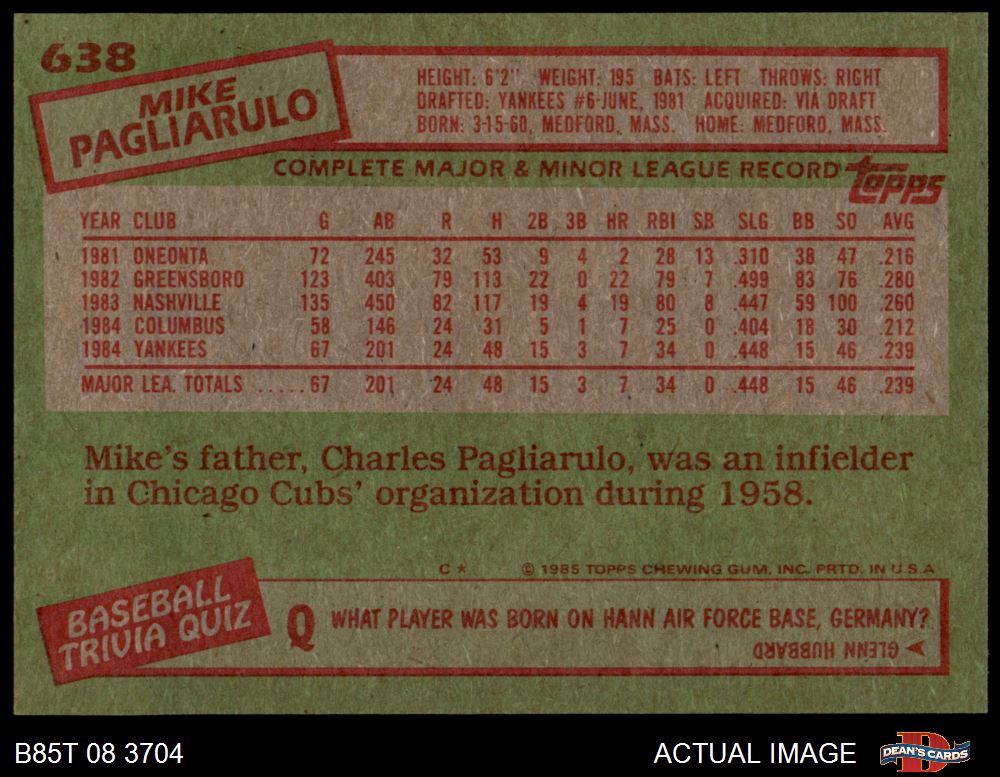 638
MIKE
PAGLIARULO
HEIGHT: 6'2" WEIGHT: 195 BATS: LEFT THROWS: RIGHT
DRAFTED: YANKEES #6-JUNE, 1981 ACQUIRED: VIA DRAFT
BORN: 3-15-60, MEDFORD, MASS. HOME: MEDFORD, MASS.
COMPLETE MAJOR & MINOR LEAGUE RECORD topps
YEAR CLUB G AB R H 2B 3B HR RBI SB SLG BB SO AVG
1981 ONEONTA 72 245 32 53 9 4 2 28 13 .310 38 47 .216
1982 GREENSBORO 123 403 79 113 22 0 22 79 7 .499 83 76 .280
1983 NASHVILLE 135 450 82 117 19 4 19 80 8 .447 59 100 .260
1984 COLUMBUS 58 146 24 31 5 1 7 25 0 .404 18 30 .212
1984 YANKEES 67 201 24 48 15 3 7 34 0 .448 15 46 .239
MAJOR LEA. TOTALS ..... 67 201 24 48 15 3 7 34 0 .448 15 46 .239
Mike's father, Charles Pagliarulo, was an infielder
in Chicago Cubs' organization during 1958.
C * © 1985 TOPPS CHEWING GUM, INC. PRTD. IN U.S.A
BASEBALL
TRIVIA QUIZ
Q WHAT PLAYER WAS BORN ON HANN AIR FORCE BASE, GERMANY?
GLENN HUBBARD
B85T 08 3704 ACTUAL IMAGE D DEAN'S CARDS